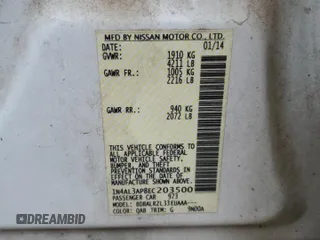 MFD BY NISSAN MOTOR CO., LTD.
01/14
GVWR: 1910 KG
4211 LB
GAWR FR: 1005 KG
2216 LB
GAWR RR: 940 KG
2072 LB
THIS VEHICLE CONFORMS TO ALL
APPLICABLE FEDERAL MOTOR VEHICLE
SAFETY, BUMPER, AND THEFT
PREVENTION STANDARDS IN EFFECT
ON THE DATE OF MANUFACTURE
SHOWN ABOVE.
1N4AL3AP8EC203500
PASSENGER CAR 973
MODEL:
COLOR: QAB TRIM: G